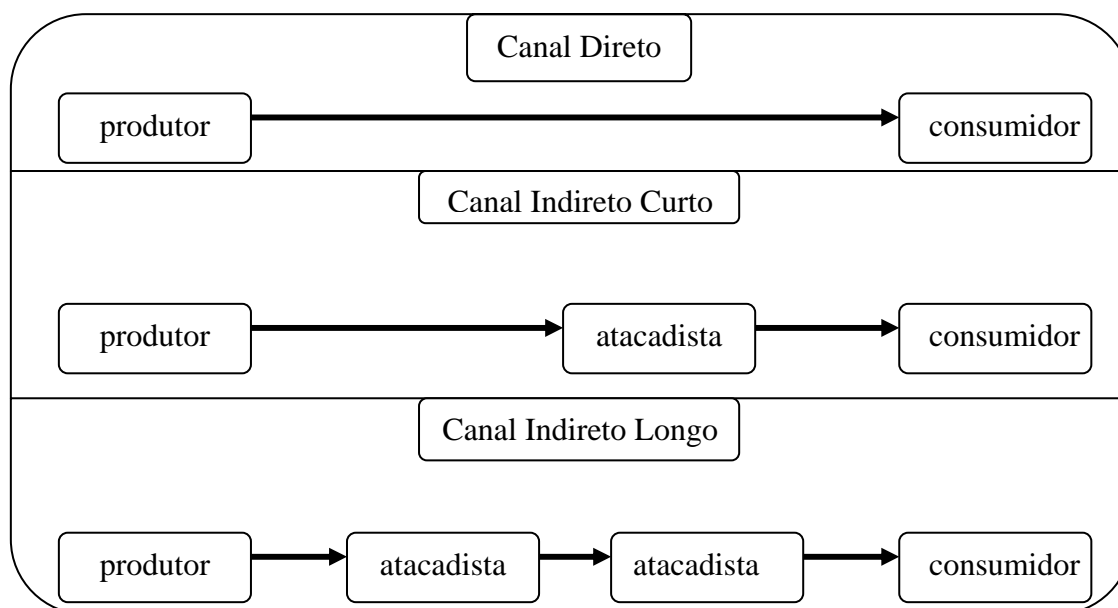 Canal Direto
produtor
consumidor
Canal Indireto Curto
produtor
atacadista
consumidor
Canal Indireto Longo
produtor
atacadista
atacadista
consumidor